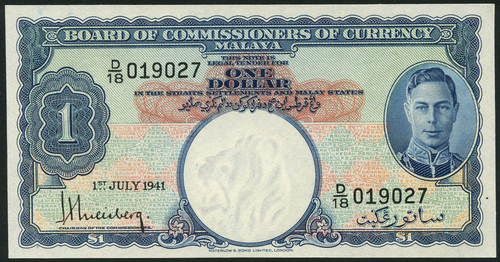 BOARD OF COMMISSIONERS OF CURRENCY
MALAYA
THIS NOTE IS
LEGAL TENDER FOR
D/18 019027
ONE
DOLLAR
IN THE STRAITS SETTLEMENTS AND MALAY STATES
1
1ST JULY 1941
D/18 019027
CHAIRMAN OF THE COMMISSIONERS
ساتو رڠݢيت
$1
$1
WATERLOW & SONS LIMITED, LONDON